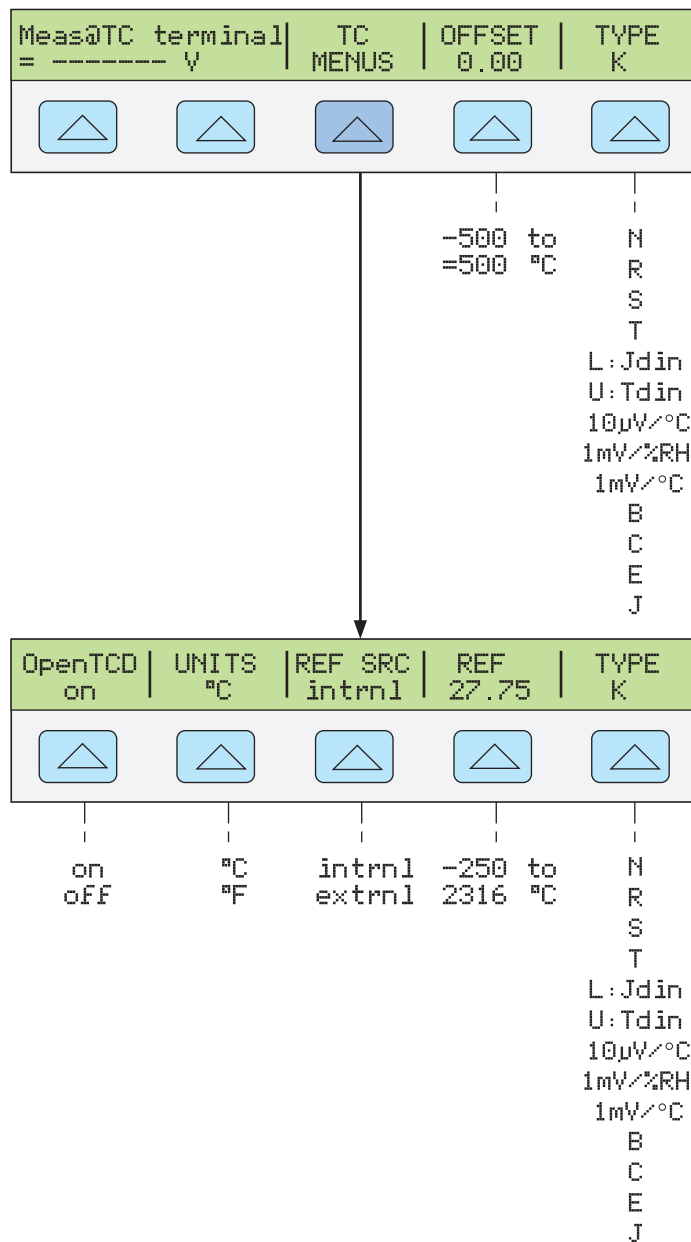 Meas@TC terminal | TC | OFFSET | TYPE
= ------- V | MENUS | 0.00 | K
-500 to
=500 °C
N
R
S
T
L:Jdin
U:Tdin
10µV/°C
1mV/%RH
1mV/°C
B
C
E
J
OpenTCD | UNITS | REF SRC | REF | TYPE
on | °C | intrnl | 27.75 | K
on
off
°C
°F
intrnl
extrnl
-250 to
2316 °C
N
R
S
T
L:Jdin
U:Tdin
10µV/°C
1mV/%RH
1mV/°C
B
C
E
J